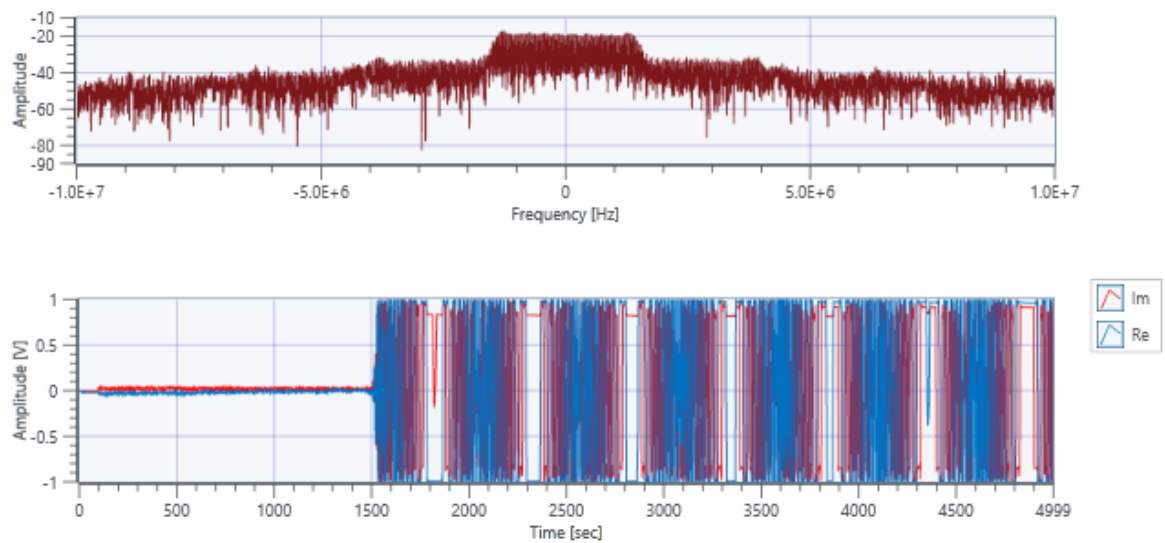 -10
-20
-40
-60
-80
-90
Amplitude
-1.0E+7 -5.0E+6 0 5.0E+6 1.0E+7
Frequency [Hz]
1
0.5
0
-0.5
-1
Amplitude [V]
0 500 1000 1500 2000 2500 3000 3500 4000 4500 4999
Time [sec]
Im
Re